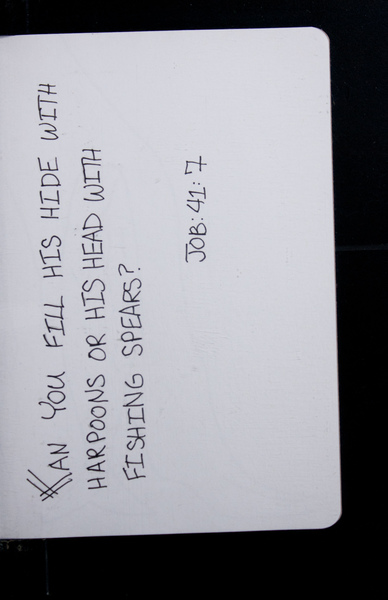 CAN YOU FILL HIS HIDE WITH
HARPOONS OR HIS HEAD WITH
FISHING SPEARS?
JOB:41:7